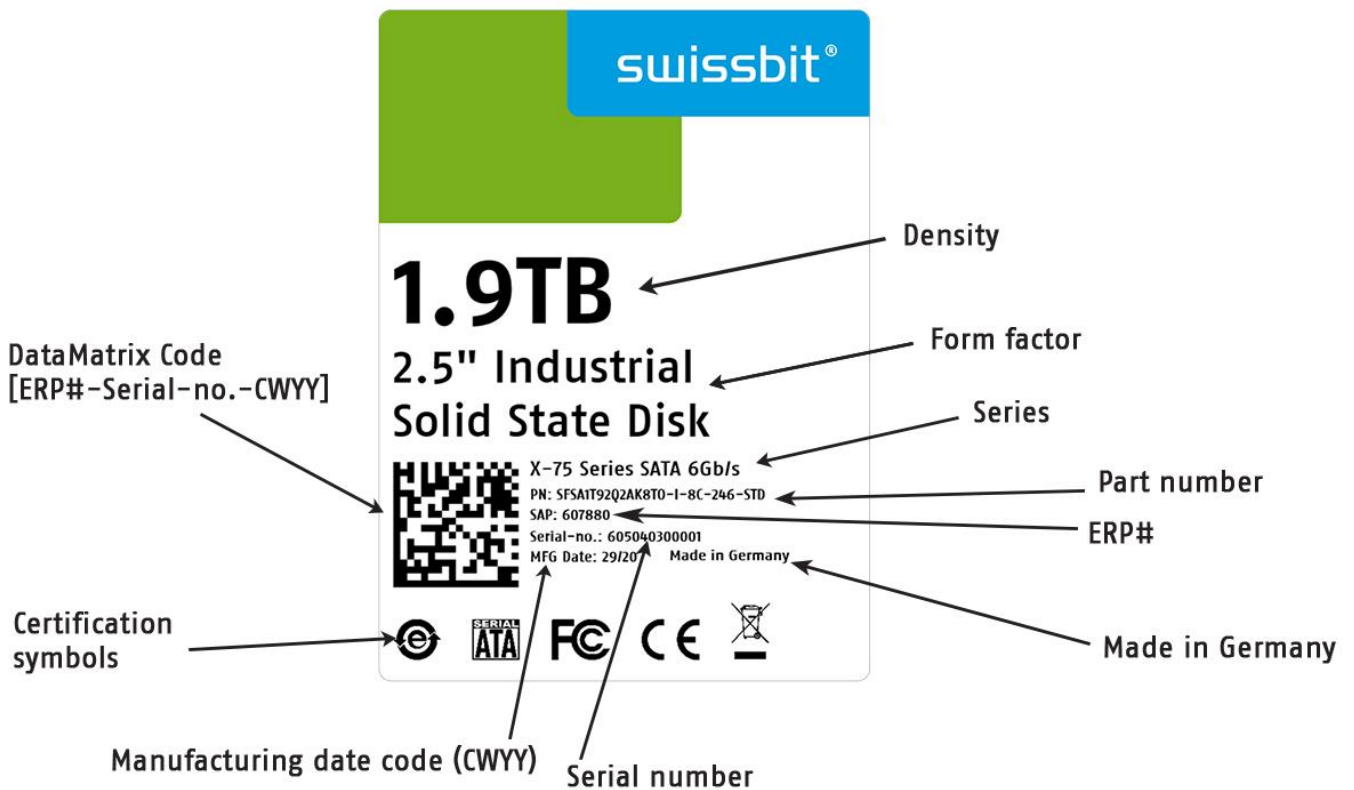 swissbit®
Density
1.9TB
Form factor
2.5" Industrial
Solid State Disk
DataMatrix Code
[ERP#-Serial-no.-CWYY]
Series
X-75 Series SATA 6Gb/s
Part number
PN: SFSA1T92Q2AK8TO-I-8C-246-STD
ERP#
SAP: 607880
Serial-no.: 605040300001
MFG Date: 29/20 Made in Germany
Certification
symbols
e
SERIAL
ATA
FC
CE
Made in Germany
Manufacturing date code (CWYY)
Serial number